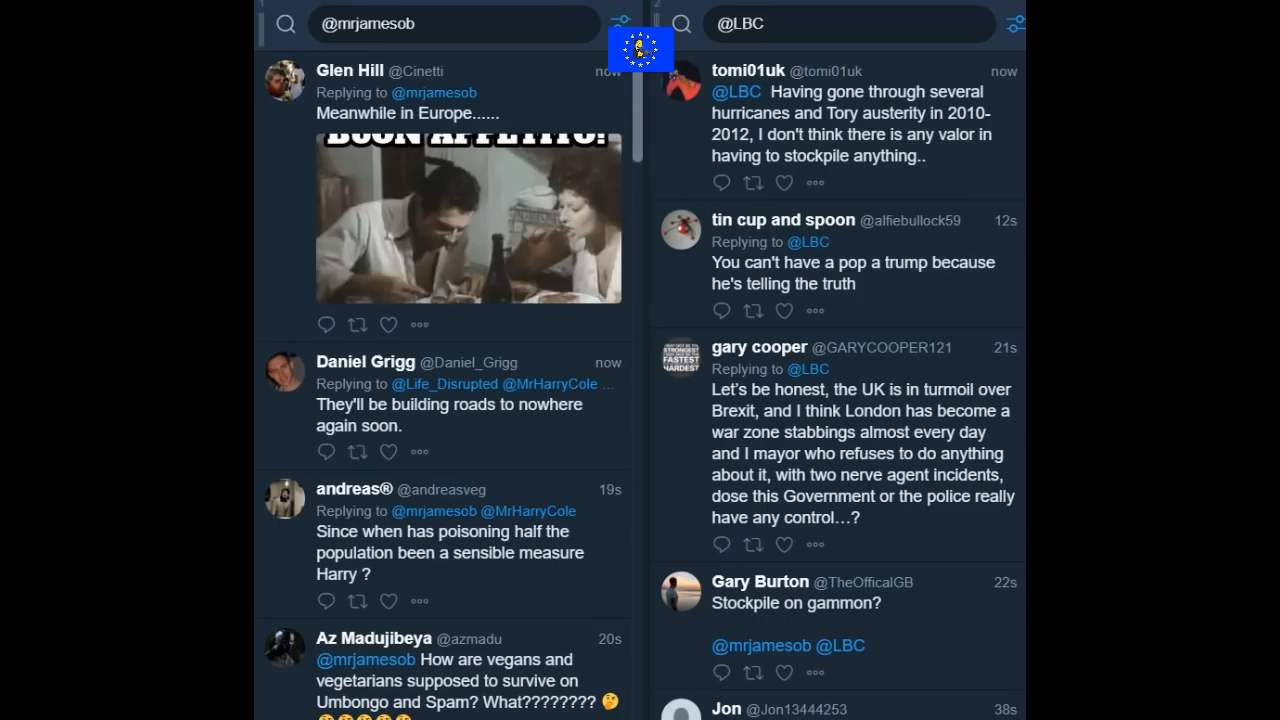 1
@mrjamesob
Glen Hill @Cinetti now
Replying to @mrjamesob
Meanwhile in Europe......
BUON APPETITO!
Daniel Grigg @Daniel_Grigg now
Replying to @Life_Disrupted @MrHarryCole ...
They'll be building roads to nowhere
again soon.
andreas® @andreasveg 19s
Replying to @mrjamesob @MrHarryCole
Since when has poisoning half the
population been a sensible measure
Harry ?
Az Madujibeya @azmadu 20s
@mrjamesob How are vegans and
vegetarians supposed to survive on
Umbongo and Spam? What???????? 🤔
2
@LBC
tomi01uk @tomi01uk now
@LBC Having gone through several
hurricanes and Tory austerity in 2010-
2012, I don't think there is any valor in
having to stockpile anything..
tin cup and spoon @alfiebullock59 12s
Replying to @LBC
You can't have a pop a trump because
he's telling the truth
STRONGEST
FASTEST
HARDEST
gary cooper @GARYCOOPER121 21s
Replying to @LBC
Let's be honest, the UK is in turmoil over
Brexit, and I think London has become a
war zone stabbings almost every day
and I mayor who refuses to do anything
about it, with two nerve agent incidents,
dose this Government or the police really
have any control…?
Gary Burton @TheOfficalGB 22s
Stockpile on gammon?
@mrjamesob @LBC
Jon @Jon13444253 38s